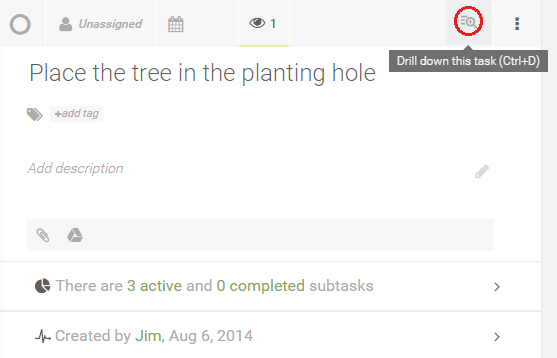 Unassigned 1
Drill down this task (Ctrl+D)
Place the tree in the planting hole
+add tag
Add description
There are 3 active and 0 completed subtasks
Created by Jim, Aug 6, 2014